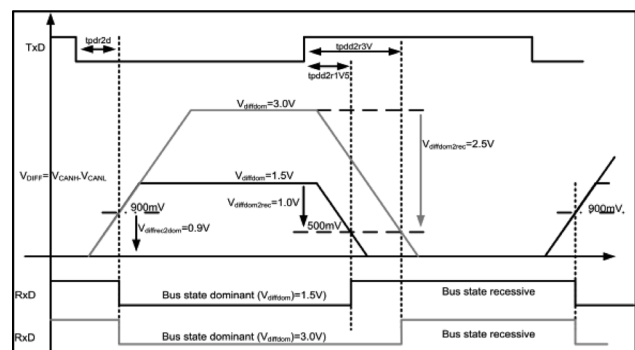 tpdr2d
tpdd2r3V
TxD
tpdd2r1V5
Vdiffdom=3.0V
Vdiffdom2rec=2.5V
VDIFF= VCANH-VCANL
Vdiffdom=1.5V
900mV
Vdiffdom2rec=1.0V
900mV
Vdiffrec2dom=0.9V
500mV
RxD
Bus state dominant (Vdiffdom)=1.5V)
Bus state recessive
RxD
Bus state dominant (Vdiffdom)=3.0V)
Bus state recessive